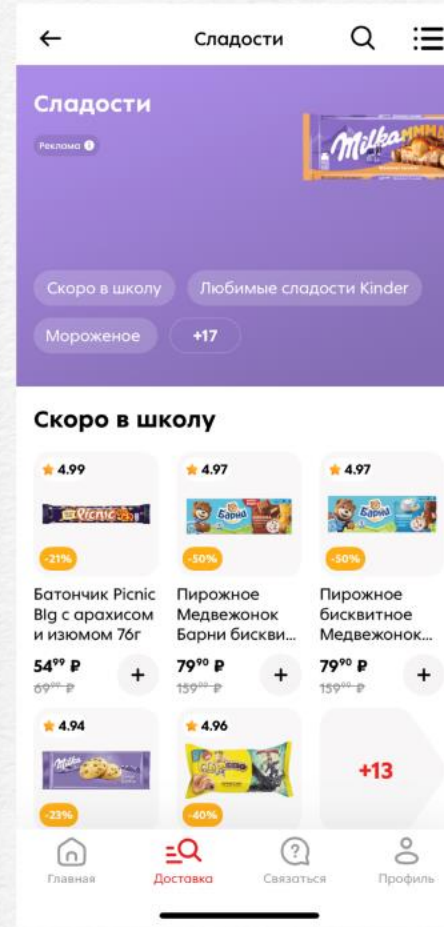 Сладости
Сладости
Реклама
Milka MMMAX
Скоро в школу
Любимые сладости Kinder
Мороженое
+17
Скоро в школу
4.99
4.97
4.97
Picnic
Барни
Барни
-21%
-50%
-50%
Батончик Picnic
BIg с арахисом
и изюмом 76г
Пирожное
Медвежонок
Барни бискви...
Пирожное
бисквитное
Медвежонок...
54⁹⁹ ₽
79⁹⁰ ₽
79⁹⁰ ₽
69⁹⁹ ₽
159⁹⁹ ₽
159⁹⁹ ₽
4.94
4.96
Milka
+13
-23%
-40%
Главная
Доставка
Связаться
Профиль